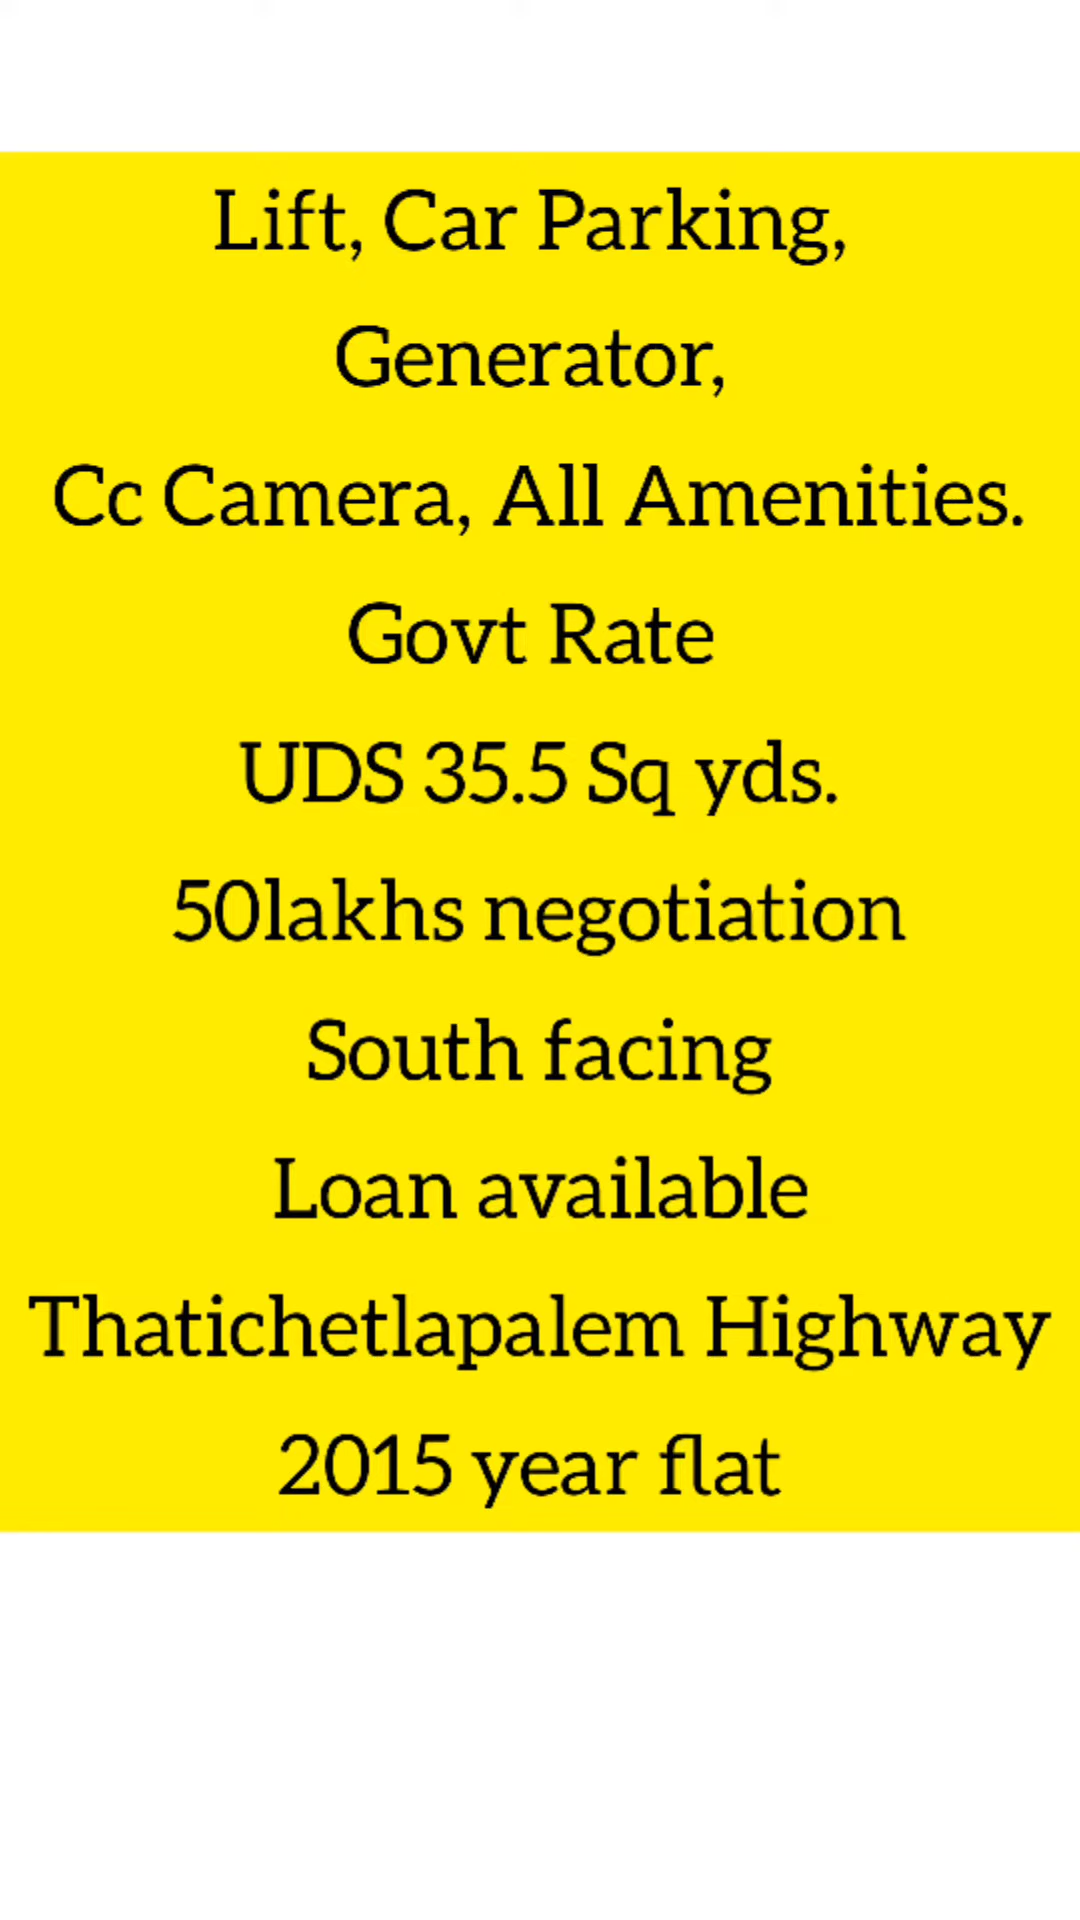 Lift, Car Parking,
Generator,
Cc Camera, All Amenities.
Govt Rate
UDS 35.5 Sq yds.
50lakhs negotiation
South facing
Loan available
Thatichetlapalem Highway
2015 year flat